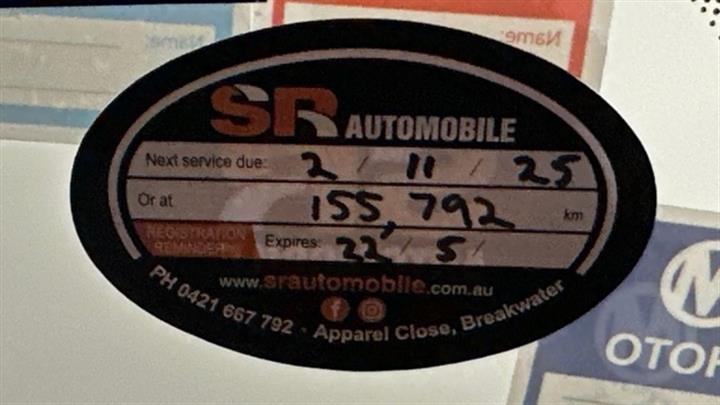 Name:
Name:
SR AUTOMOBILE
Next service due: 2 / 11 / 25
Or at 155,792 km
REGISTRATION REMINDER: Expires: 22 / 5 /
www.srautomobile.com.au
PH 0421 667 792 - Apparel Close, Breakwater